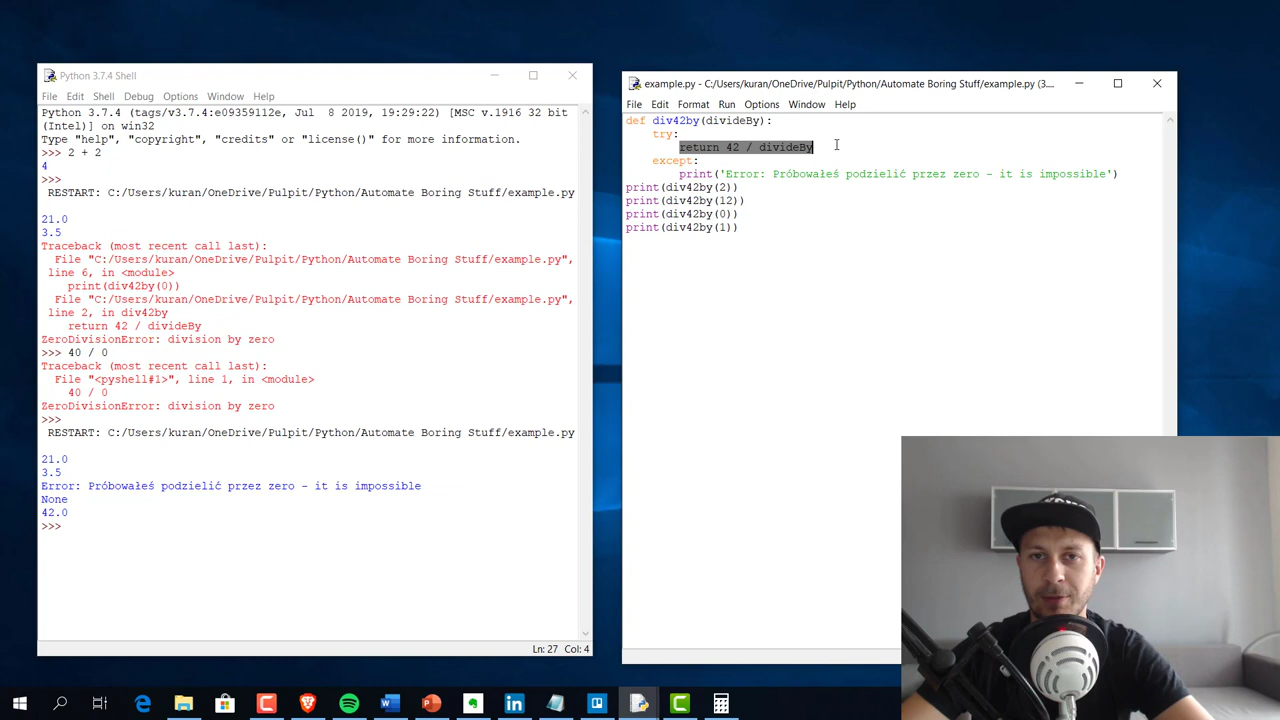 Python 3.7.4 Shell
File Edit Shell Debug Options Window Help
Python 3.7.4 (tags/v3.7.4:e09359112e, Jul  8 2019, 19:29:22) [MSC v.1916 32 bit
(Intel)] on win32
Type "help", "copyright", "credits" or "license()" for more information.
>>> 2 + 2
4
>>>
RESTART: C:/Users/kuran/OneDrive/Pulpit/Python/Automate Boring Stuff/example.py
21.0
3.5
Traceback (most recent call last):
  File "C:/Users/kuran/OneDrive/Pulpit/Python/Automate Boring Stuff/example.py",
line 6, in <module>
    print(div42by(0))
  File "C:/Users/kuran/OneDrive/Pulpit/Python/Automate Boring Stuff/example.py",
line 2, in div42by
    return 42 / divideBy
ZeroDivisionError: division by zero
>>> 40 / 0
Traceback (most recent call last):
  File "<pyshell#1>", line 1, in <module>
    40 / 0
ZeroDivisionError: division by zero
>>>
RESTART: C:/Users/kuran/OneDrive/Pulpit/Python/Automate Boring Stuff/example.py
21.0
3.5
Error: Próbowałeś podzielić przez zero - it is impossible
None
42.0
>>>
Ln: 27 Col: 4
example.py - C:/Users/kuran/OneDrive/Pulpit/Python/Automate Boring Stuff/example.py (3....
File Edit Format Run Options Window Help
def div42by(divideBy):
    try:
        return 42 / divideBy
    except:
        print('Error: Próbowałeś podzielić przez zero - it is impossible')
print(div42by(2))
print(div42by(12))
print(div42by(0))
print(div42by(1))